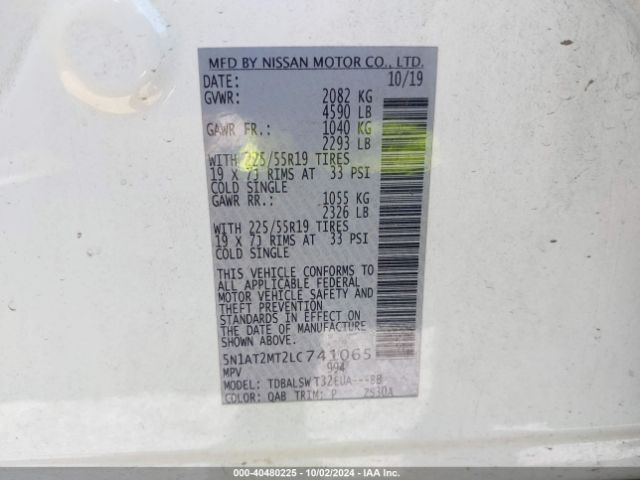 MFD BY NISSAN MOTOR CO., LTD.
DATE: 10/19
GVWR: 2082 KG
4590 LB
GAWR FR.: 1040 KG
2293 LB
WITH 225/55R19 TIRES
19 X 7J RIMS AT 33 PSI
COLD SINGLE
GAWR RR.: 1055 KG
2326 LB
WITH 225/55R19 TIRES
19 X 7J RIMS AT 33 PSI
COLD SINGLE
THIS VEHICLE CONFORMS TO
ALL APPLICABLE FEDERAL
MOTOR VEHICLE SAFETY AND
THEFT PREVENTION
STANDARDS IN EFFECT ON
THE DATE OF MANUFACTURE
SHOWN ABOVE.
5N1AT2MT2LC741065
MPV 994
MODEL: TDBALSWT32EUA---BB
COLOR: QAB TRIM: P 2530A
000-40480225 - 10/02/2024 - IAA Inc.